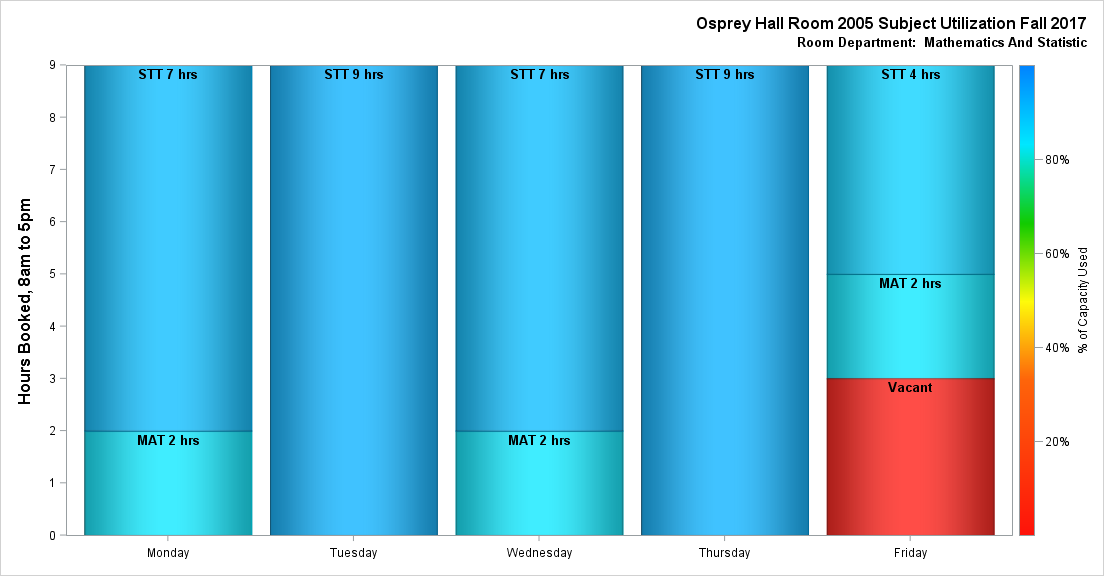 Osprey Hall Room 2005 Subject Utilization Fall 2017
Room Department:  Mathematics And Statistic
Hours Booked, 8am to 5pm
9
8
7
6
5
4
3
2
1
0
STT 7 hrs
MAT 2 hrs
STT 9 hrs
STT 7 hrs
MAT 2 hrs
STT 9 hrs
STT 4 hrs
MAT 2 hrs
Vacant
Monday
Tuesday
Wednesday
Thursday
Friday
80%
60%
40%
20%
% of Capacity Used